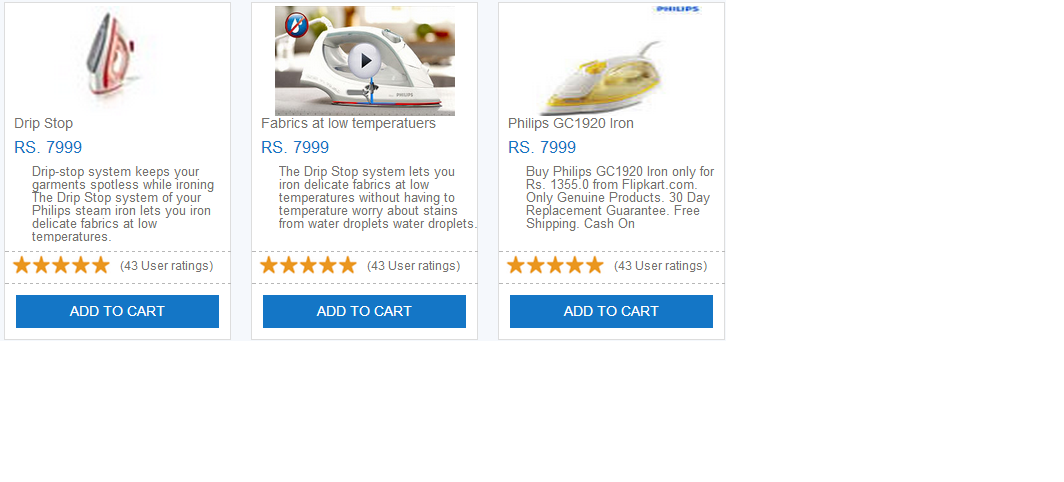 Drip Stop
RS. 7999
Drip-stop system keeps your
garments spotless while ironing
The Drip Stop system of your
Philips steam iron lets you iron
delicate fabrics at low
temperatures.
(43 User ratings)
ADD TO CART
PHILIPS
Fabrics at low temperatuers
RS. 7999
The Drip Stop system lets you
iron delicate fabrics at low
temperatures without having to
temperature worry about stains
from water droplets water droplets.
(43 User ratings)
ADD TO CART
PHILIPS
Philips GC1920 Iron
RS. 7999
Buy Philips GC1920 Iron only for
Rs. 1355.0 from Flipkart.com.
Only Genuine Products. 30 Day
Replacement Guarantee. Free
Shipping. Cash On
(43 User ratings)
ADD TO CART